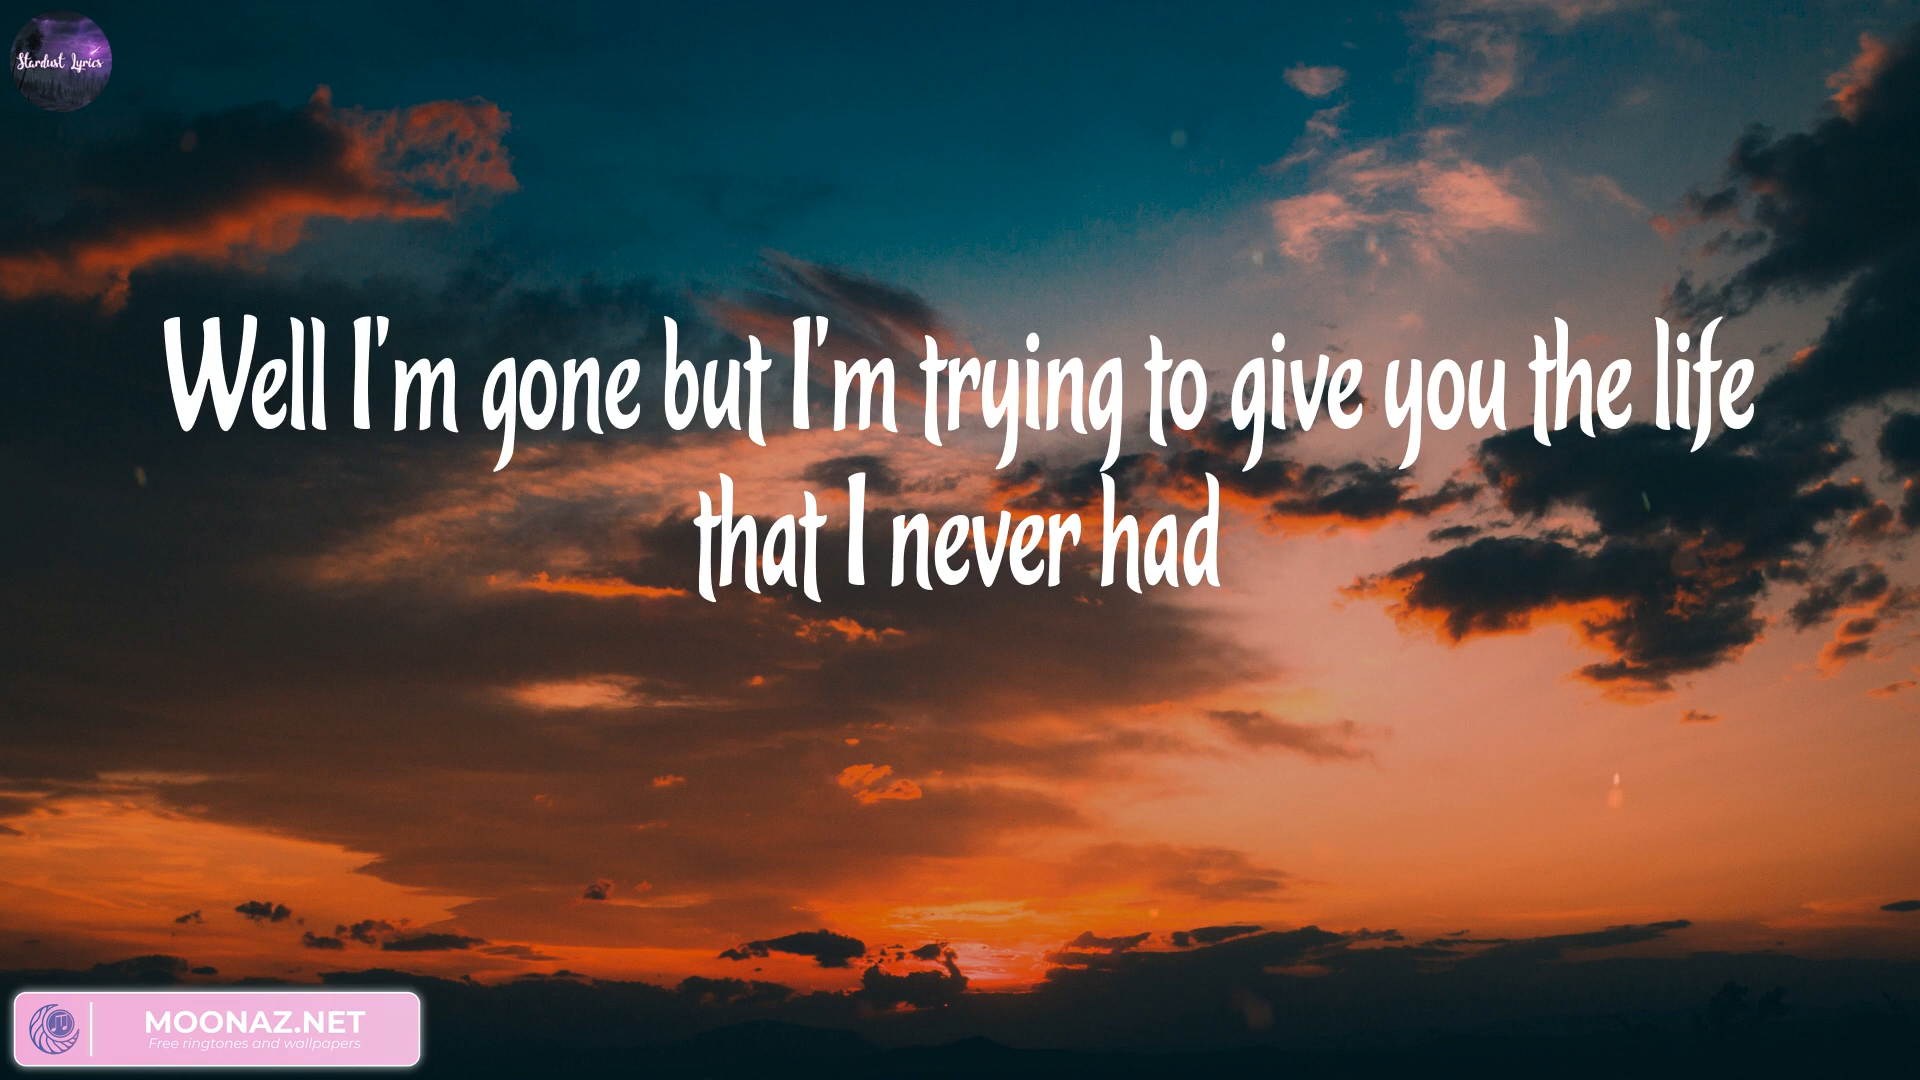 Stardust Lyrics
Well I'm gone but I'm trying to give you the life
that I never had
MOONAZ.NET
Free ringtones and wallpapers